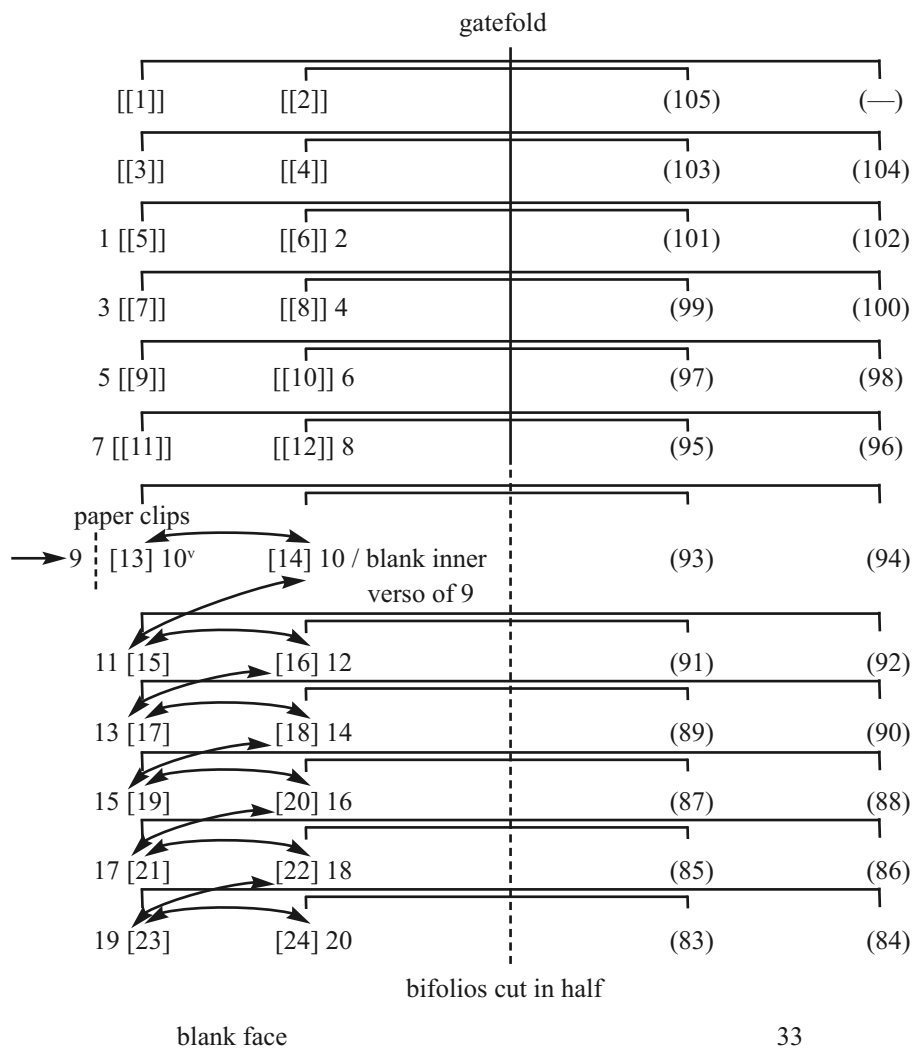 gatefold
[[1]] [[2]] (105) (—)
[[3]] [[4]] (103) (104)
1 [[5]] [[6]] 2 (101) (102)
3 [[7]] [[8]] 4 (99) (100)
5 [[9]] [[10]] 6 (97) (98)
7 [[11]] [[12]] 8 (95) (96)
paper clips
9 [13] 10ᵛ [14] 10 / blank inner (93) (94)
verso of 9
11 [15] [16] 12 (91) (92)
13 [17] [18] 14 (89) (90)
15 [19] [20] 16 (87) (88)
17 [21] [22] 18 (85) (86)
19 [23] [24] 20 (83) (84)
bifolios cut in half
blank face 33